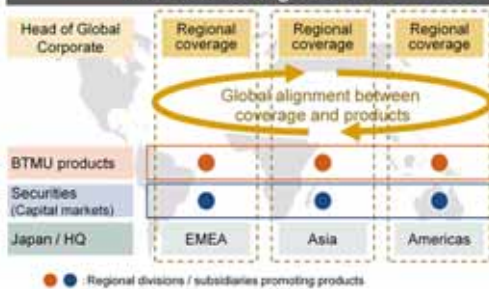 Head of Global
Corporate
Regional
coverage
Regional
coverage
Regional
coverage
Global alignment between
coverage and products
BTMU products
Securities
(Capital markets)
Japan / HQ
EMEA
Asia
Americas
: Regional divisions / subsidiaries promoting products